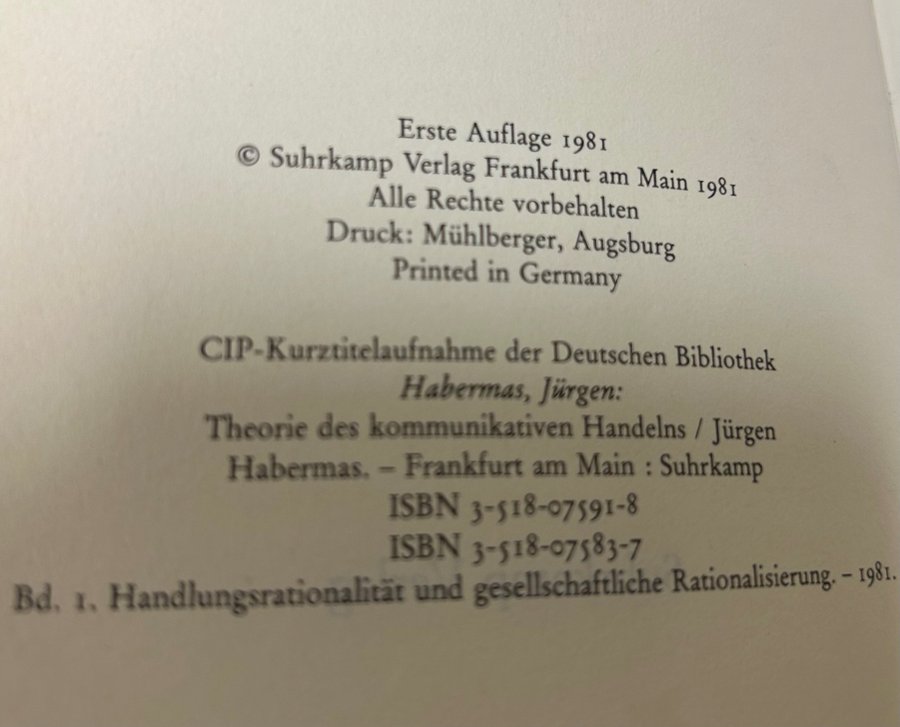 Erste Auflage 1981
© Suhrkamp Verlag Frankfurt am Main 1981
Alle Rechte vorbehalten
Druck: Mühlberger, Augsburg
Printed in Germany
CIP-Kurztitelaufnahme der Deutschen Bibliothek
Habermas, Jürgen:
Theorie des kommunikativen Handelns / Jürgen
Habermas. – Frankfurt am Main : Suhrkamp
ISBN 3-518-07591-8
ISBN 3-518-07583-7
Bd. 1. Handlungsrationalität und gesellschaftliche Rationalisierung. – 1981.